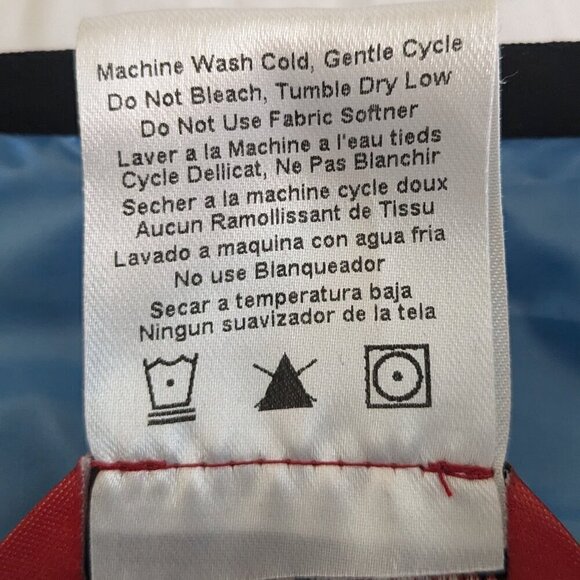 Machine Wash Cold, Gentle Cycle
Do Not Bleach, Tumble Dry Low
Do Not Use Fabric Softner
Laver a la Machine a l'eau tieds
Cycle Dellicat, Ne Pas Blanchir
Secher a la machine cycle doux
Aucun Ramollissant de Tissu
Lavado a maquina con agua fria
No use Blanqueador
Secar a temperatura baja
Ningun suavizador de la tela